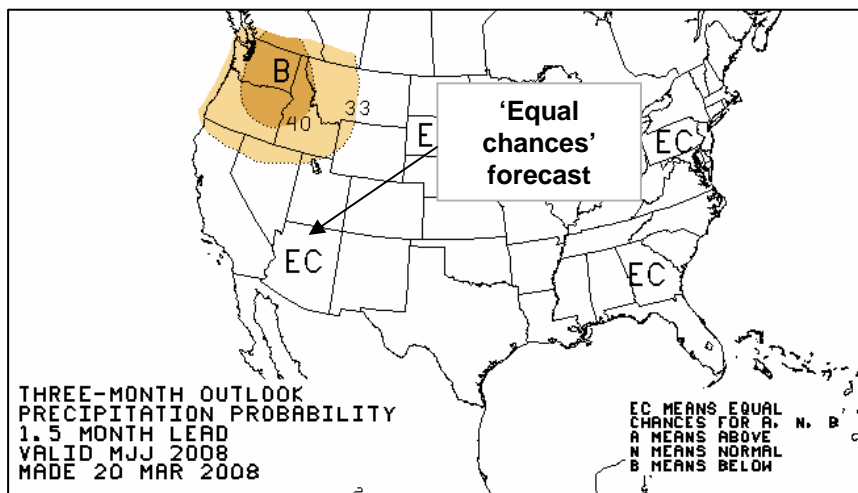 B
40
33
E
'Equal
chances'
forecast
EC
EC
EC
THREE-MONTH OUTLOOK
PRECIPITATION PROBABILITY
1.5 MONTH LEAD
VALID MJJ 2008
MADE 20 MAR 2008
EC MEANS EQUAL
CHANCES FOR A, N, B
A MEANS ABOVE
N MEANS NORMAL
B MEANS BELOW